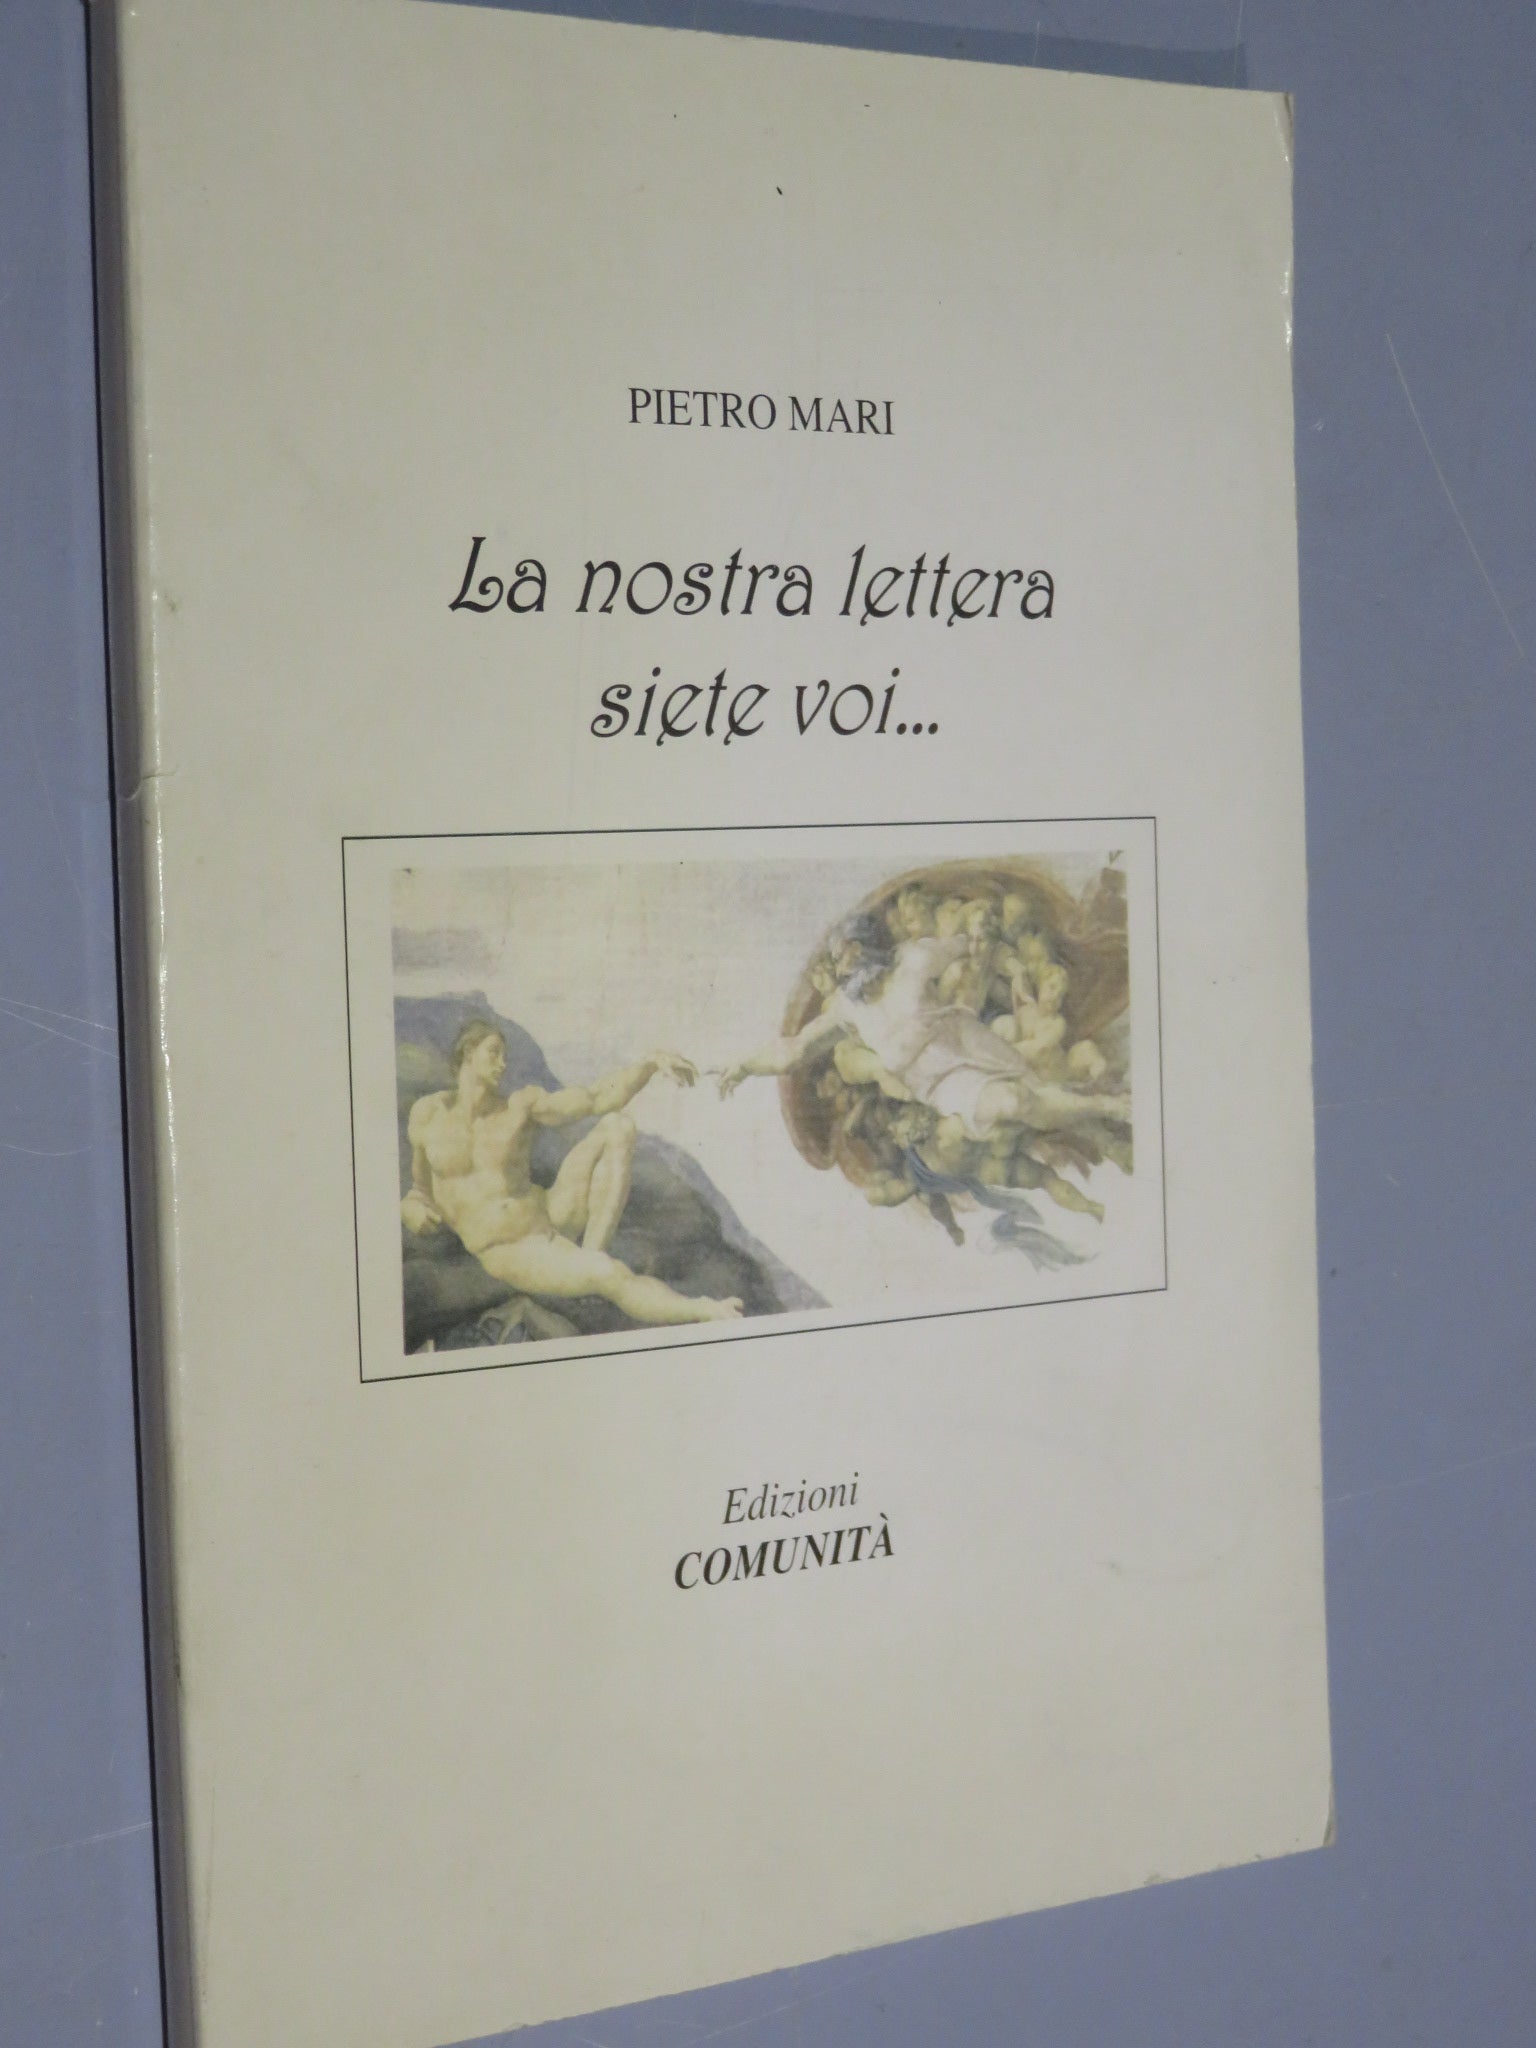 PIETRO MARI
La nostra lettera
siete voi...
Edizioni
COMUNITÀ